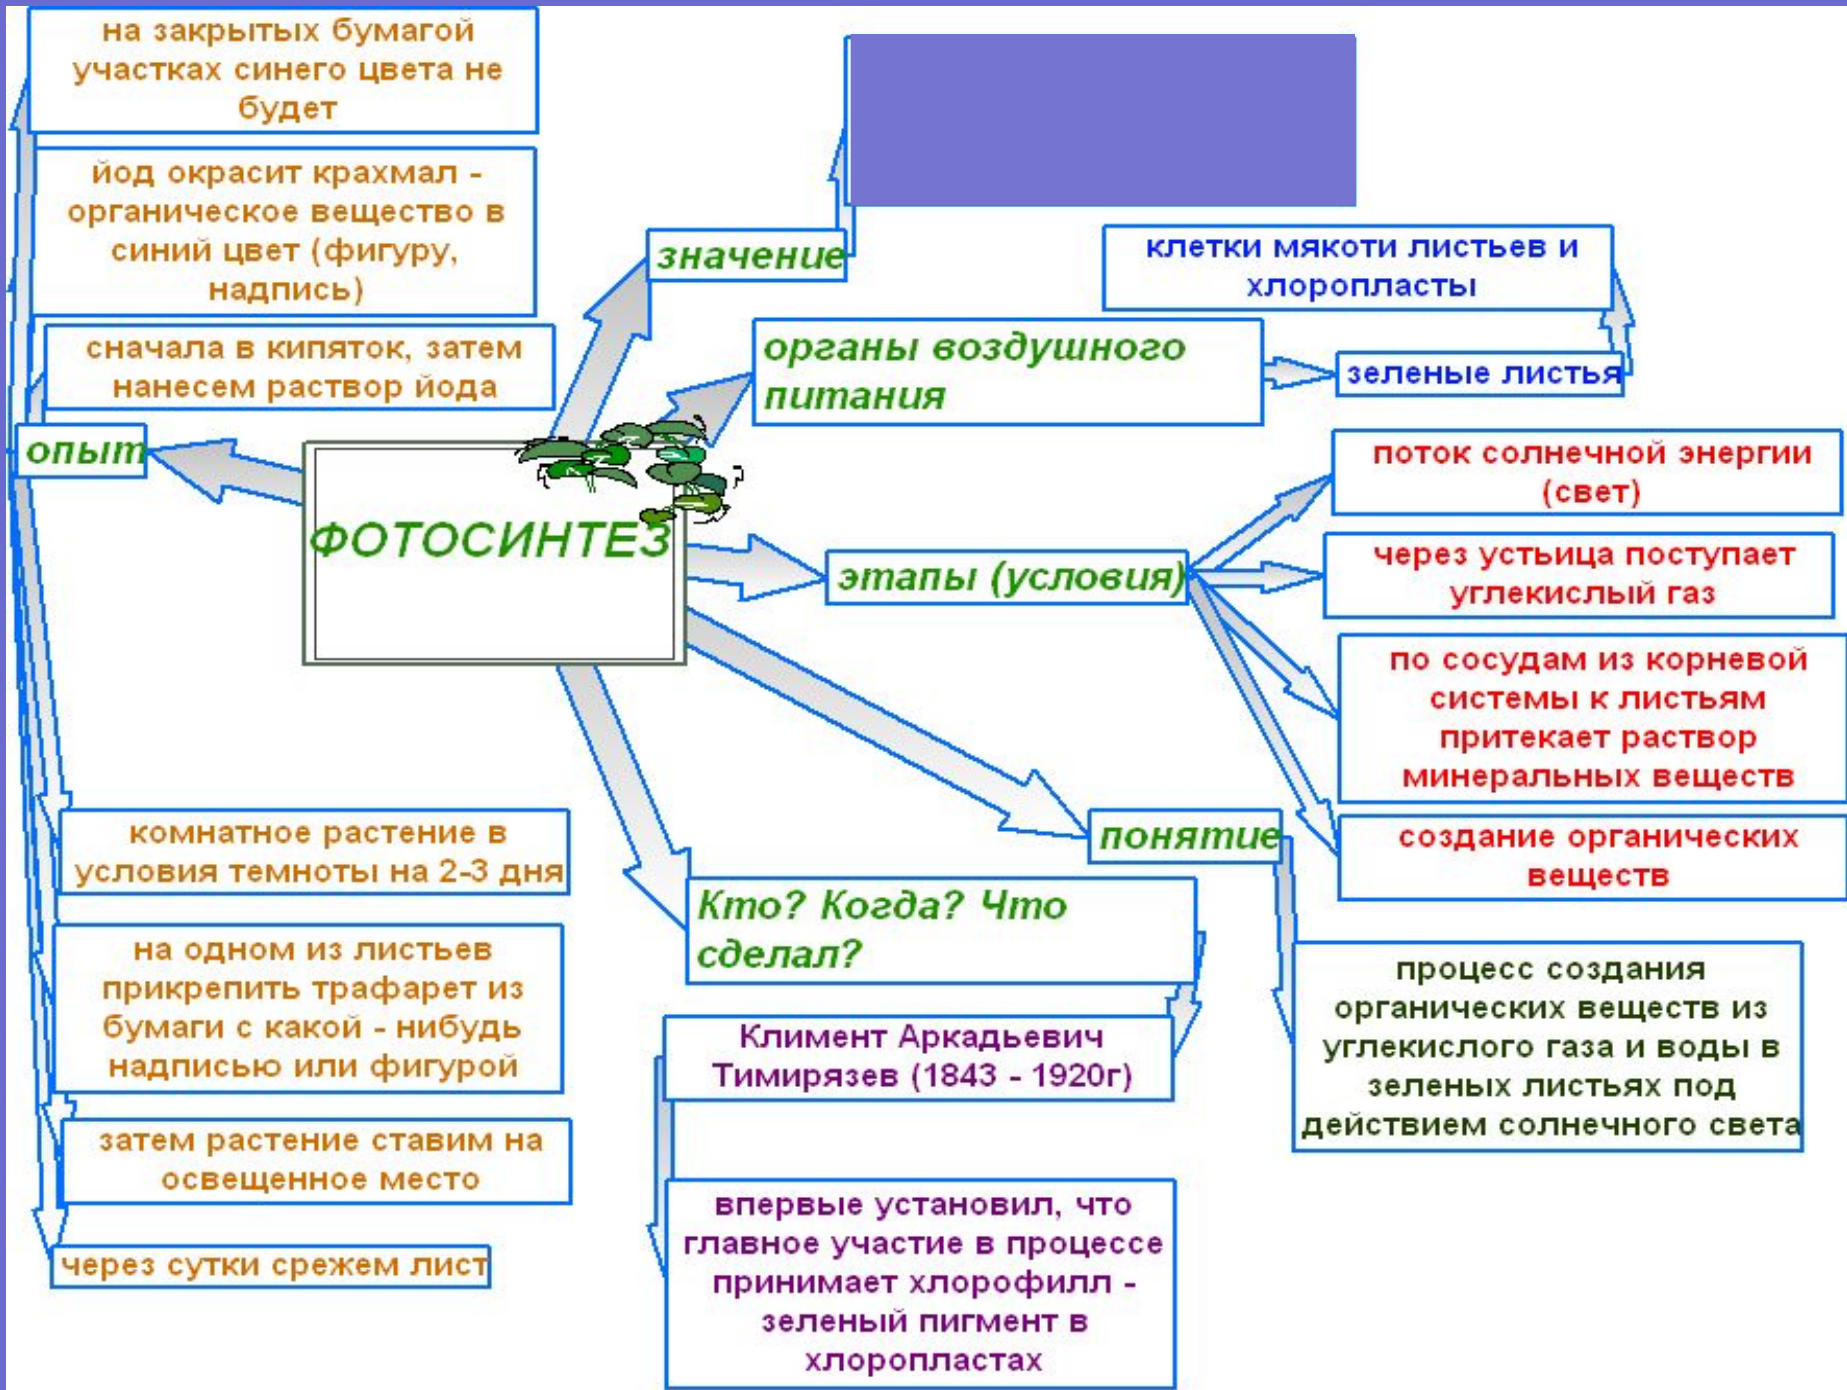 на закрытых бумагой
участках синего цвета не
будет
йод окрасит крахмал -
органическое вещество в
синий цвет (фигуру,
надпись)
сначала в кипяток, затем
нанесем раствор йода
опыт
комнатное растение в
условия темноты на 2-3 дня
на одном из листьев
прикрепить трафарет из
бумаги с какой - нибудь
надписью или фигурой
затем растение ставим на
освещенное место
через сутки срежем лист
ФОТОСИНТЕЗ
значение
органы воздушного
питания
зеленые листья
клетки мякоти листьев и
хлоропласты
этапы (условия)
поток солнечной энергии
(свет)
через устьица поступает
углекислый газ
по сосудам из корневой
системы к листьям
притекает раствор
минеральных веществ
создание органических
веществ
понятие
процесс создания
органических веществ из
углекислого газа и воды в
зеленых листьях под
действием солнечного света
Кто? Когда? Что
сделал?
Климент Аркадьевич
Тимирязев (1843 - 1920г)
впервые установил, что
главное участие в процессе
принимает хлорофилл -
зеленый пигмент в
хлоропластах